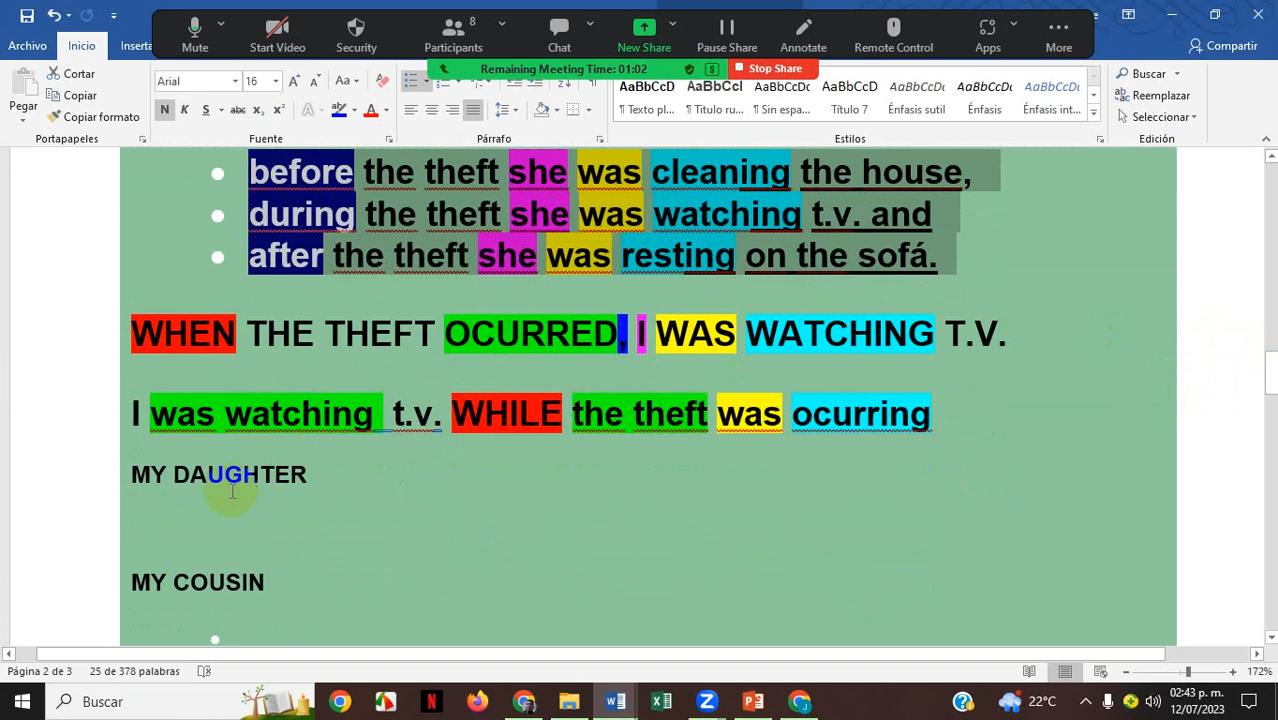 Archivo Inicio Inserta Compartir
Mute Start Video Security Participants 8 Chat New Share Pause Share Annotate Remote Control Apps More
Remaining Meeting Time: 01:02 Stop Share
Pegar
Cortar
Copiar
Copiar formato
Arial 16
AaBbCcD AaBbCcI AaBbCcDc AaBbCcD AaBbCcD AaBbCcDc AaBbCcDc
¶ Texto pl... ¶ Título ru... ¶ Sin espa... ¶ Título 7 Énfasis sutil Énfasis Énfasis int...
Buscar
Reemplazar
Seleccionar
Portapapeles Fuente Párrafo Estilos Edición
before the theft she was cleaning the house,
during the theft she was watching t.v. and
after the theft she was resting on the sofá.
WHEN THE THEFT OCURRED, I WAS WATCHING T.V.
I was watching t.v. WHILE the theft was ocurring
MY DAUGHTER
MY COUSIN
Página 2 de 3 25 de 378 palabras 172%
Buscar 22°C 02:43 p. m.
12/07/2023